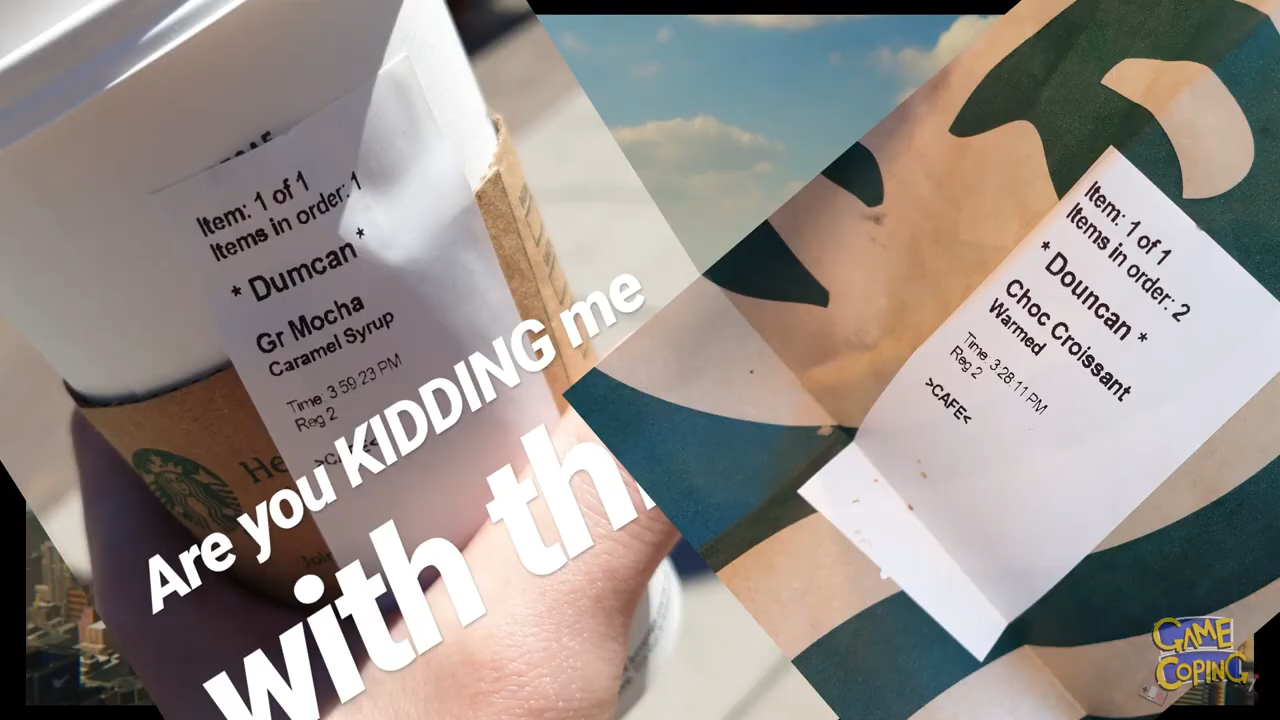 Item: 1 of 1
Items in order: 1
* Dumcan *
Gr Mocha
Caramel Syrup
Time: 3:59:23 PM
Reg:2
Are you KIDDING me
with
Item: 1 of 1
Items in order: 2
* Douncan *
Choc Croissant
Warmed
Time: 3:28:11 PM
Reg:2
>CAFE<
GAME
COPING